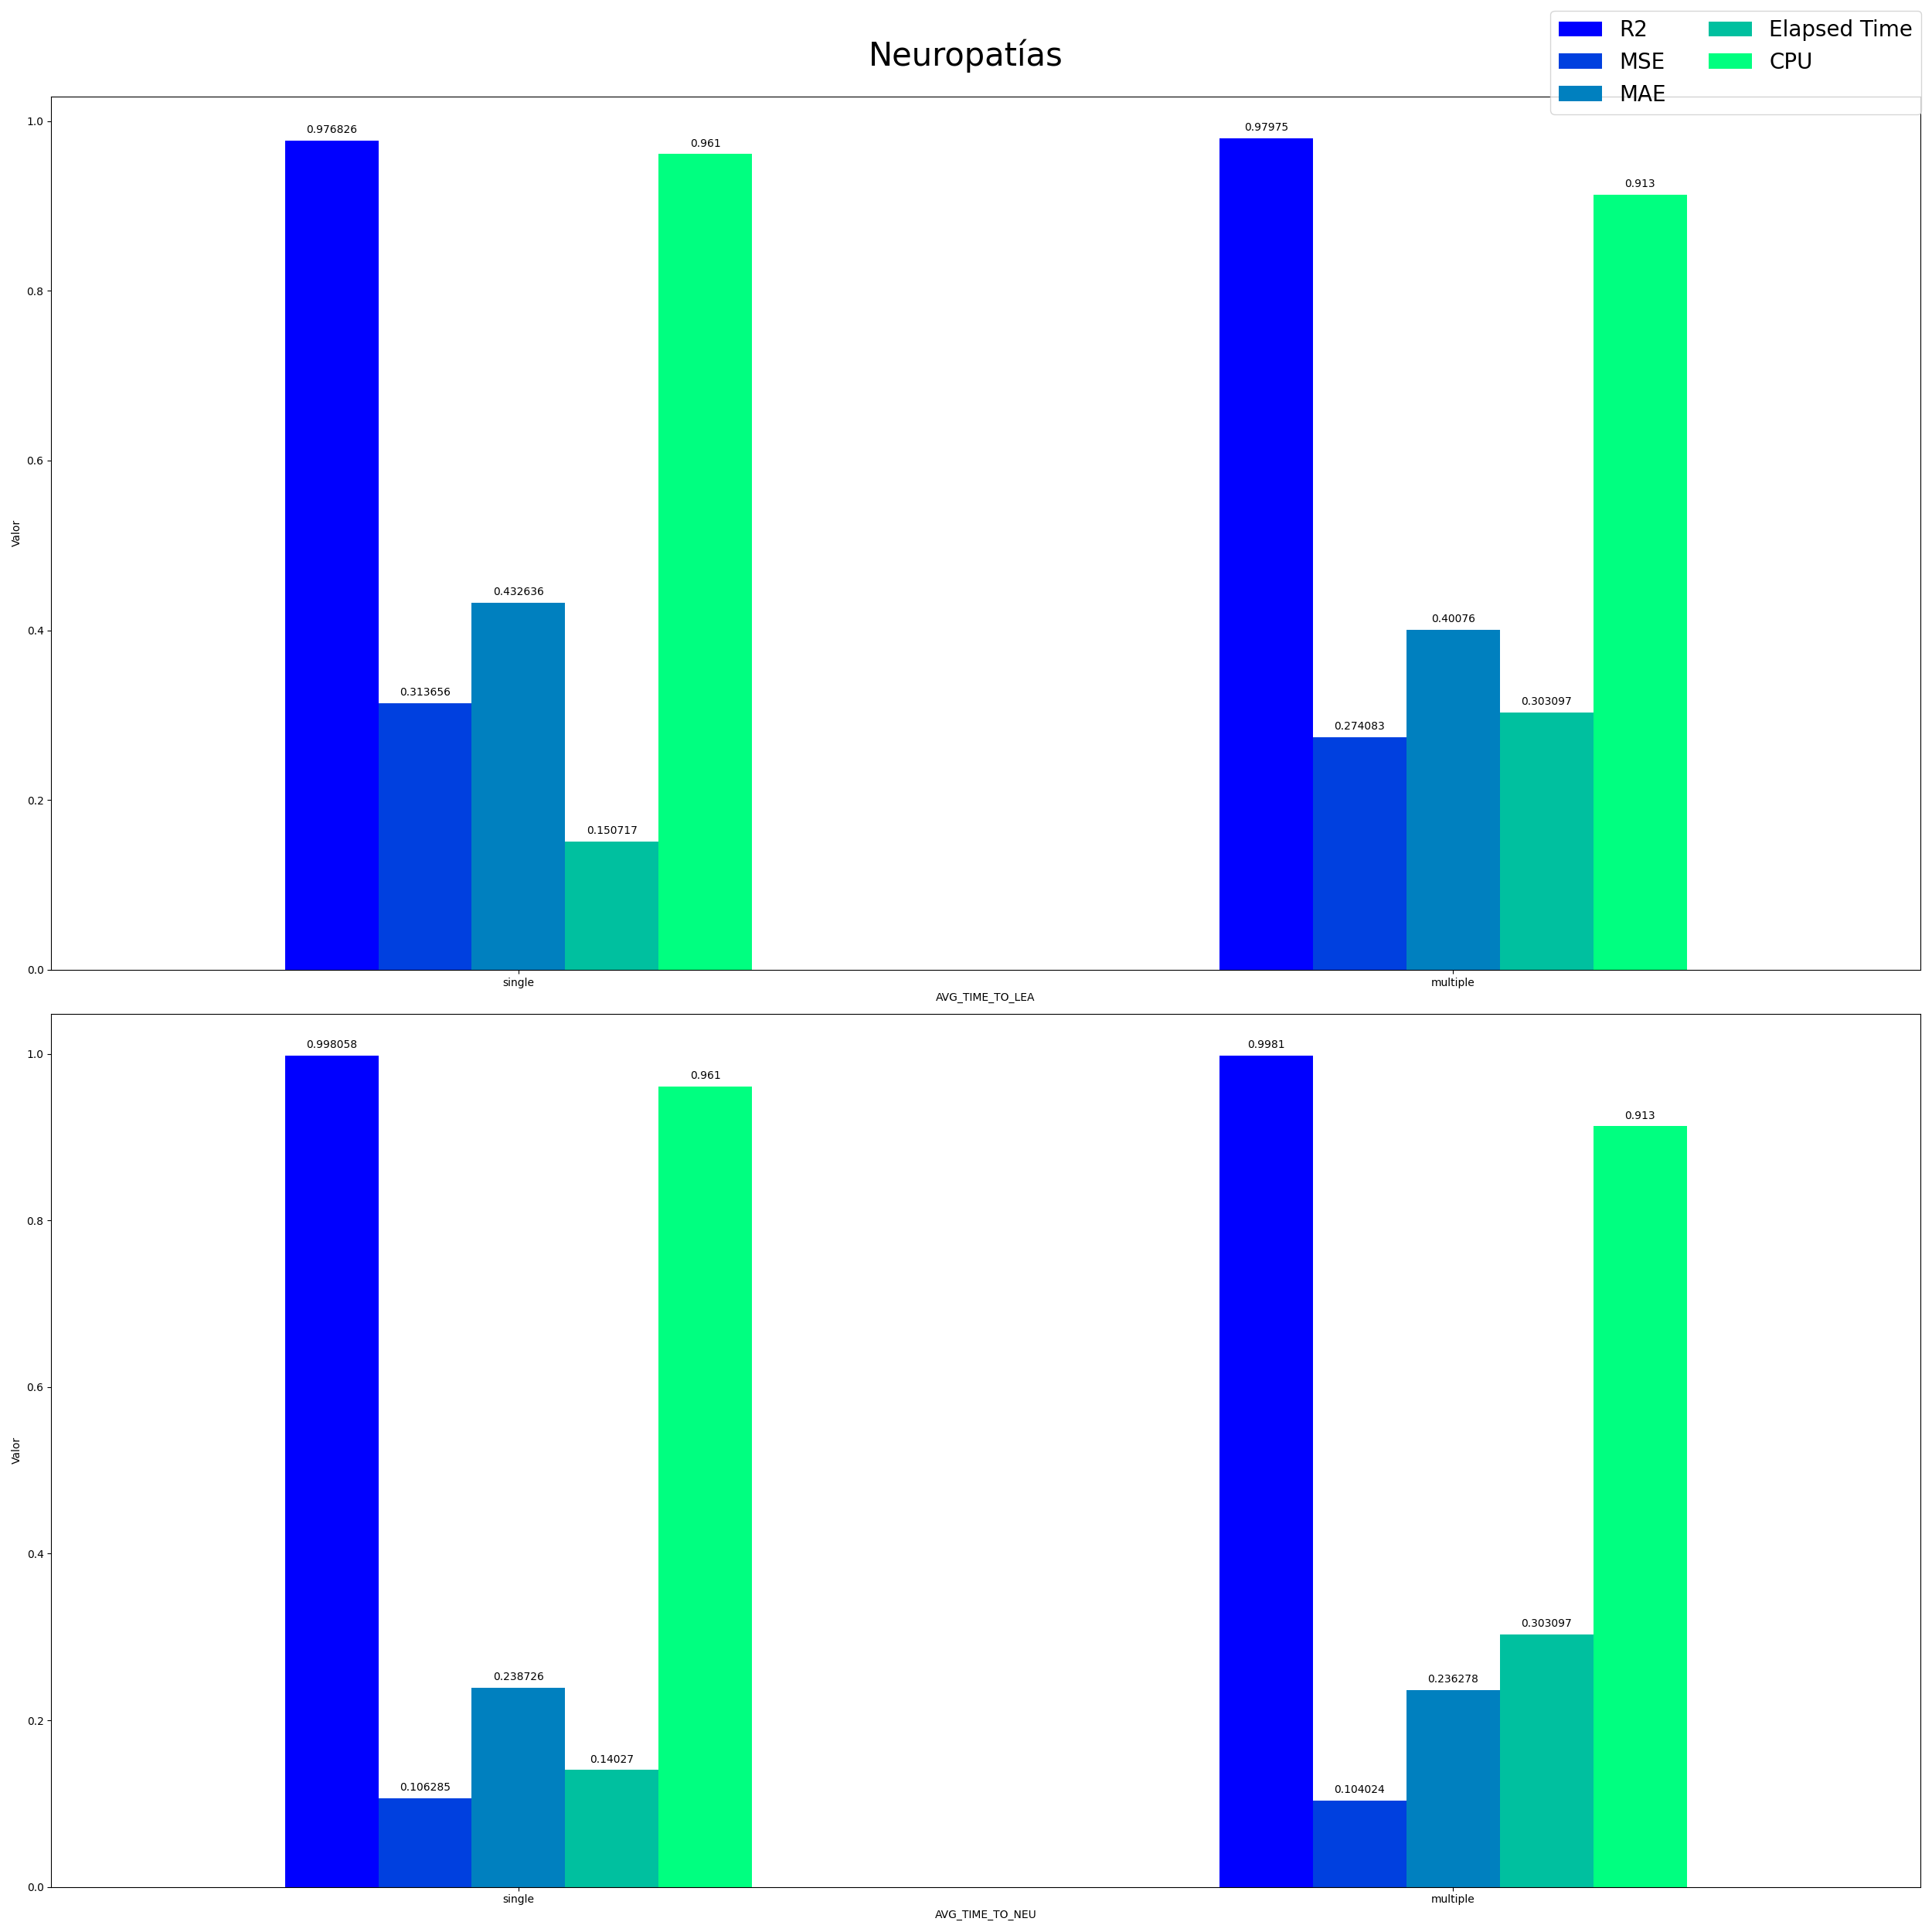 Neuropatías
R2
MSE
MAE
Elapsed Time
CPU
Valor
1.0
0.8
0.6
0.4
0.2
0.0
0.976826
0.313656
0.432636
0.150717
0.961
0.97975
0.274083
0.40076
0.303097
0.913
single
multiple
AVG_TIME_TO_LEA
Valor
1.0
0.8
0.6
0.4
0.2
0.0
0.998058
0.106285
0.238726
0.14027
0.961
0.9981
0.104024
0.236278
0.303097
0.913
single
multiple
AVG_TIME_TO_NEU